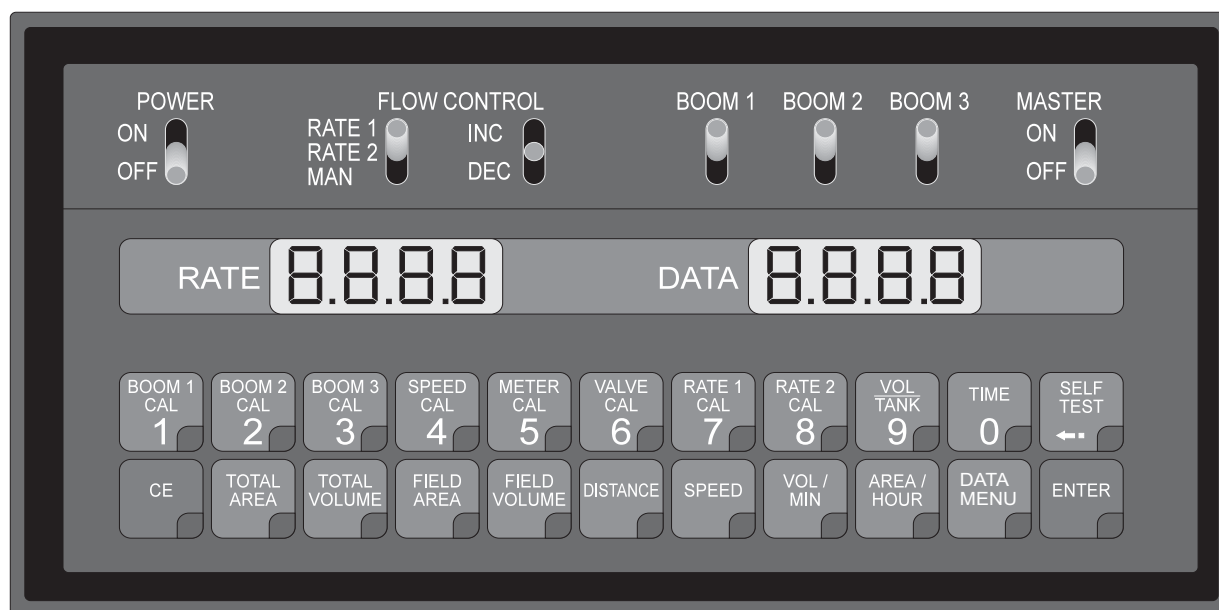 POWER
ON
OFF
FLOW CONTROL
RATE 1
RATE 2
MAN
INC
DEC
BOOM 1
BOOM 2
BOOM 3
MASTER
ON
OFF
RATE 8.8.8.8
DATA 8.8.8.8
BOOM 1
CAL
1
BOOM 2
CAL
2
BOOM 3
CAL
3
SPEED
CAL
4
METER
CAL
5
VALVE
CAL
6
RATE 1
CAL
7
RATE 2
CAL
8
VOL
TANK
9
TIME
0
SELF
TEST
CE
TOTAL
AREA
TOTAL
VOLUME
FIELD
AREA
FIELD
VOLUME
DISTANCE
SPEED
VOL /
MIN
AREA /
HOUR
DATA
MENU
ENTER